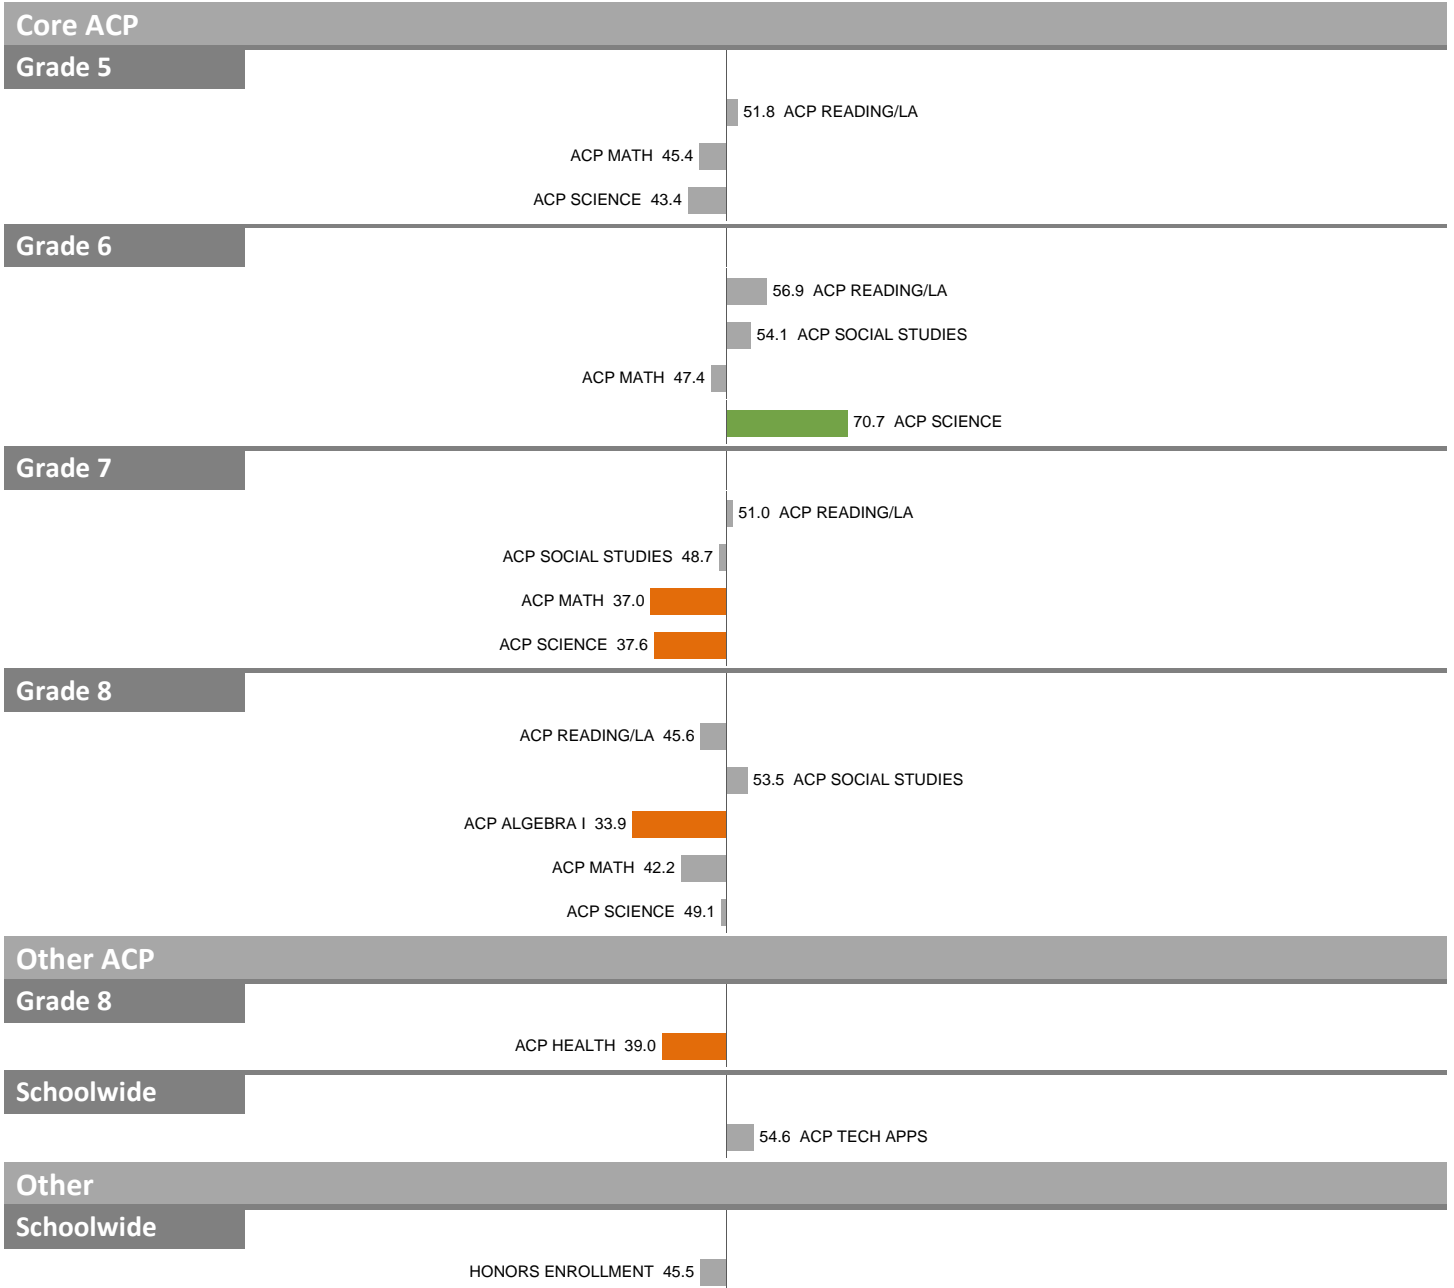 Core ACP
Grade 5
51.8 ACP READING/LA
ACP MATH 45.4
ACP SCIENCE 43.4
Grade 6
56.9 ACP READING/LA
54.1 ACP SOCIAL STUDIES
ACP MATH 47.4
70.7 ACP SCIENCE
Grade 7
51.0 ACP READING/LA
ACP SOCIAL STUDIES 48.7
ACP MATH 37.0
ACP SCIENCE 37.6
Grade 8
ACP READING/LA 45.6
53.5 ACP SOCIAL STUDIES
ACP ALGEBRA I 33.9
ACP MATH 42.2
ACP SCIENCE 49.1
Other ACP
Grade 8
ACP HEALTH 39.0
Schoolwide
54.6 ACP TECH APPS
Other
Schoolwide
HONORS ENROLLMENT 45.5